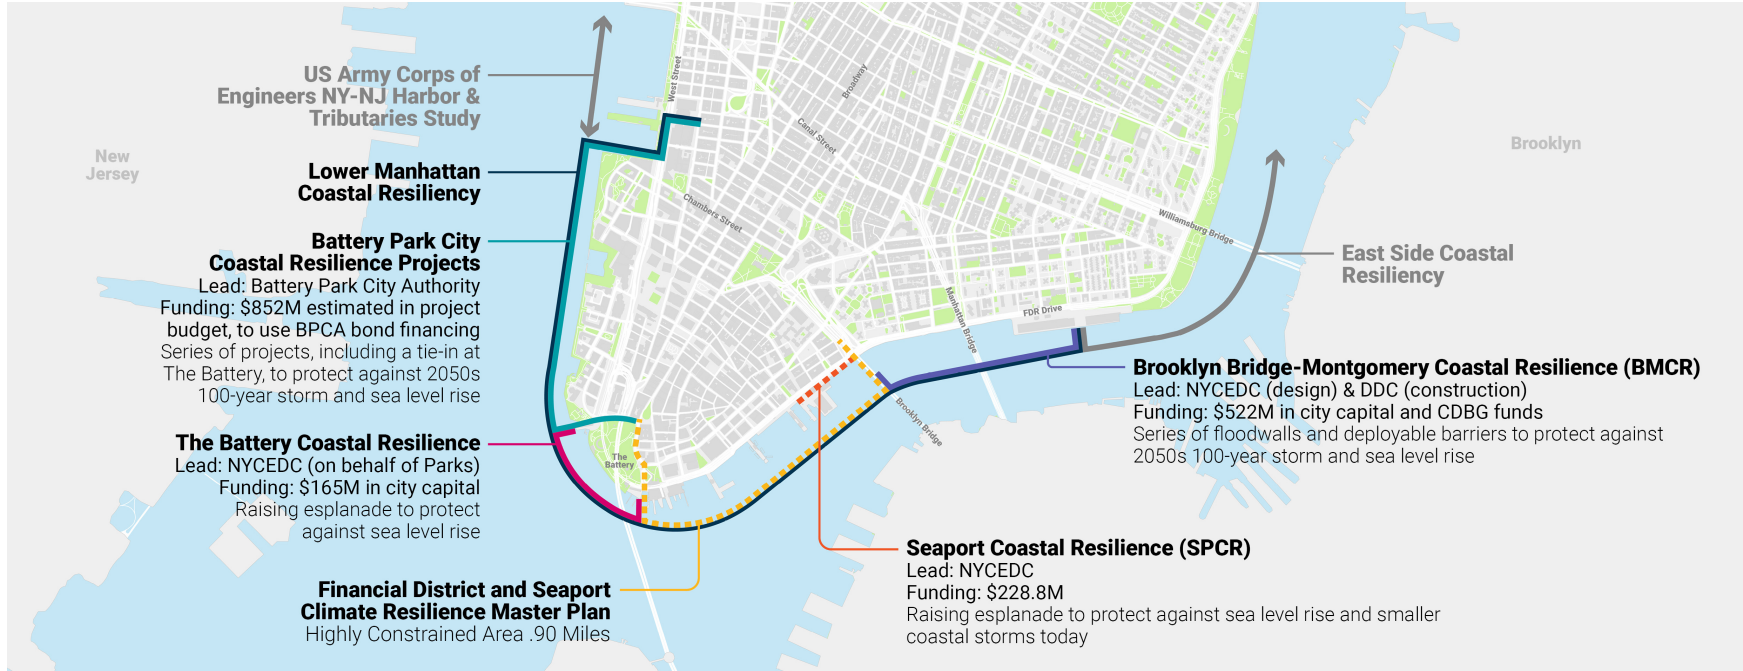 US Army Corps of
Engineers NY-NJ Harbor &
Tributaries Study
New
Jersey
Lower Manhattan
Coastal Resiliency
Battery Park City
Coastal Resilience Projects
Lead: Battery Park City Authority
Funding: $852M estimated in project
budget, to use BPCA bond financing
Series of projects, including a tie-in at
The Battery, to protect against 2050s
100-year storm and sea level rise
The Battery Coastal Resilience
Lead: NYCEDC (on behalf of Parks)
Funding: $165M in city capital
Raising esplanade to protect
against sea level rise
Financial District and Seaport
Climate Resilience Master Plan
Highly Constrained Area .90 Miles
West Street
Broadway
Canal Street
Chambers Street
Williamsburg Bridge
Manhattan Bridge
FDR Drive
Brooklyn Bridge
The
Battery
Brooklyn
East Side Coastal
Resiliency
Brooklyn Bridge-Montgomery Coastal Resilience (BMCR)
Lead: NYCEDC (design) & DDC (construction)
Funding: $522M in city capital and CDBG funds
Series of floodwalls and deployable barriers to protect against
2050s 100-year storm and sea level rise
Seaport Coastal Resilience (SPCR)
Lead: NYCEDC
Funding: $228.8M
Raising esplanade to protect against sea level rise and smaller
coastal storms today